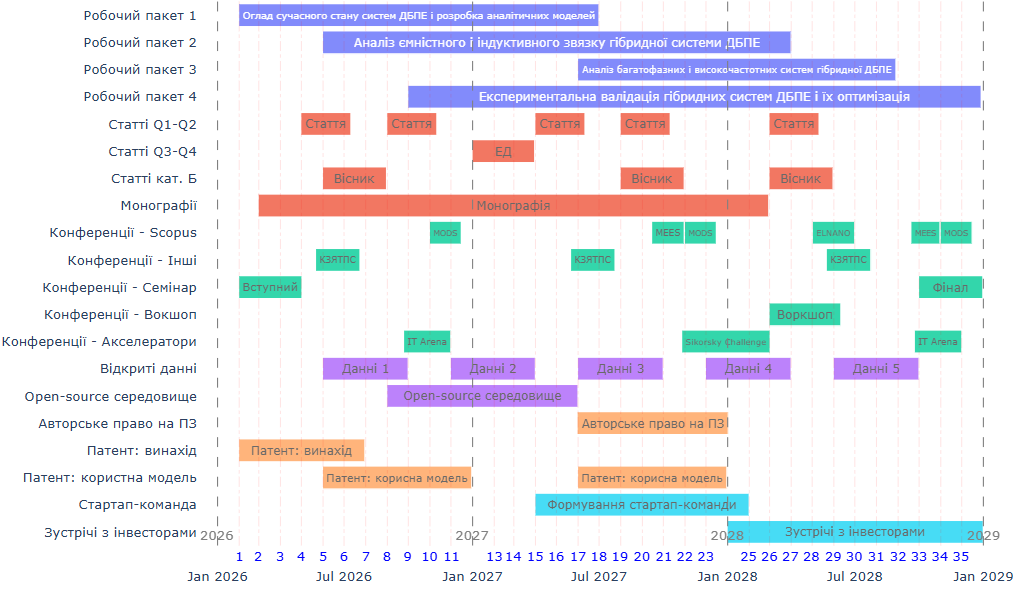 Робочий пакет 1 Оглад сучасного стану систем ДБПЕ і розробка аналітичних моделей
Робочий пакет 2 Аналіз ємністного і індуктивного звязку гібридної системи ДБПЕ
Робочий пакет 3 Аналіз багатофазних і високочастотних систем гібридної ДБПЕ
Робочий пакет 4 Експериментальна валідація гібридних систем ДБПЕ і їх оптимізація
Статті Q1-Q2 Стаття Стаття Стаття Стаття Стаття
Статті Q3-Q4 ЕД
Статті кат. Б Вісник Вісник Вісник
Монографії Монографія
Конференції - Scopus MODS MEES MODS ELNANO MEES MODS
Конференції - Інші КЗЯТПС КЗЯТПС КЗЯТПС
Конференції - Семінар Вступний Фінал
Конференції - Вокшоп Воркшоп
Конференції - Акселератори IT Arena Sikorsky Challenge IT Arena
Відкриті данні Данні 1 Данні 2 Данні 3 Данні 4 Данні 5
Open-source середовище Open-source середовище
Авторське право на ПЗ Авторське право на ПЗ
Патент: винахід Патент: винахід
Патент: користна модель Патент: корисна модель Патент: корисна модель
Стартап-команда Формування стартап-команди
Зустрічі з інвесторами 2026 2027 2028 Зустрічі з інвесторами 2029
1 2 3 4 5 6 7 8 9 10 11 13 14 15 16 17 18 19 20 21 22 23 25 26 27 28 29 30 31 32 33 34 35
Jan 2026 Jul 2026 Jan 2027 Jul 2027 Jan 2028 Jul 2028 Jan 2029